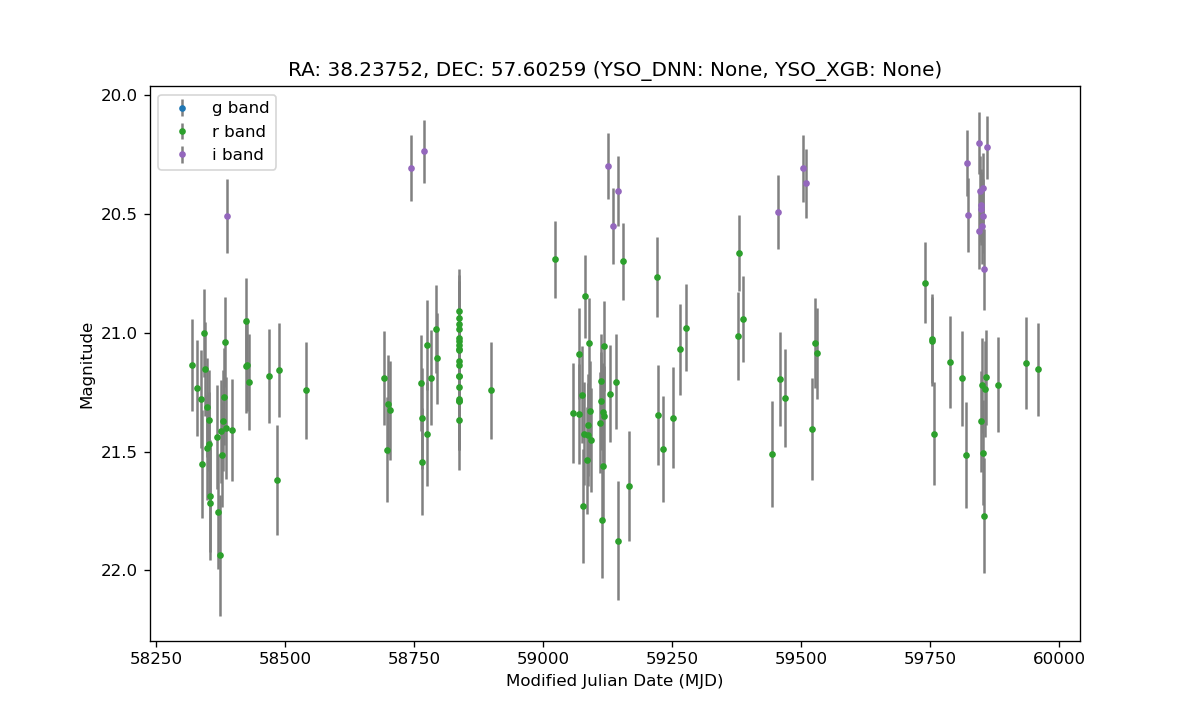 RA: 38.23752, DEC: 57.60259 (YSO_DNN: None, YSO_XGB: None)
g band
r band
i band
20.0
20.5
21.0
21.5
22.0
Magnitude
58250 58500 58750 59000 59250 59500 59750 60000
Modified Julian Date (MJD)